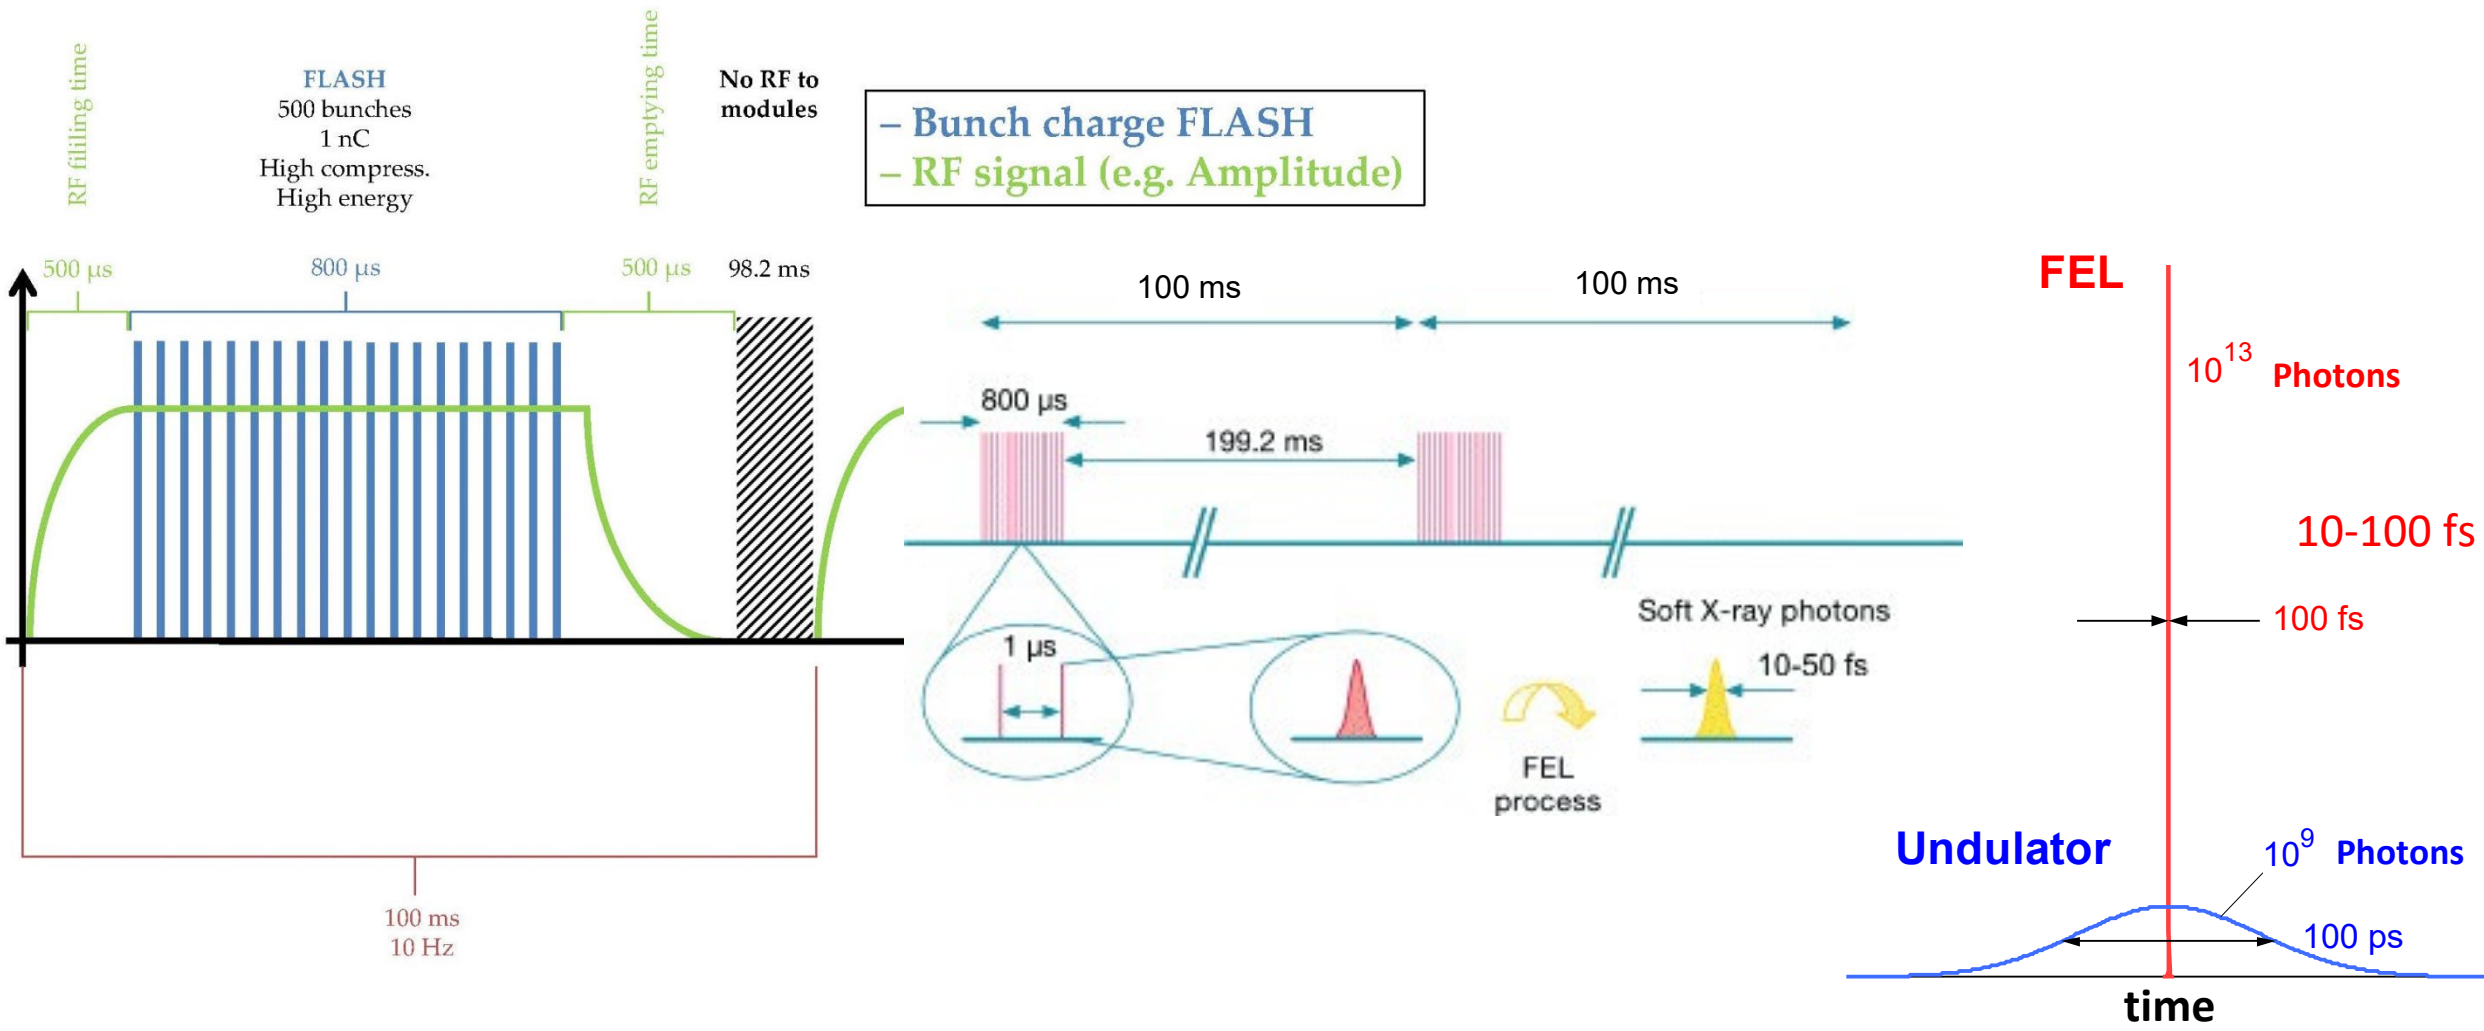 RF fililing time
FLASH
500 bunches
1 nC
High compress.
High energy
RF emptying time
No RF to
modules
– Bunch charge FLASH
– RF signal (e.g. Amplitude)
500 µs
800 µs
500 µs
98.2 ms
100 ms
10 Hz
100 ms
100 ms
800 µs
199.2 ms
1 µs
FEL
process
Soft X-ray photons
10-50 fs
FEL
10^13 Photons
10-100 fs
100 fs
Undulator
10^9 Photons
100 ps
time